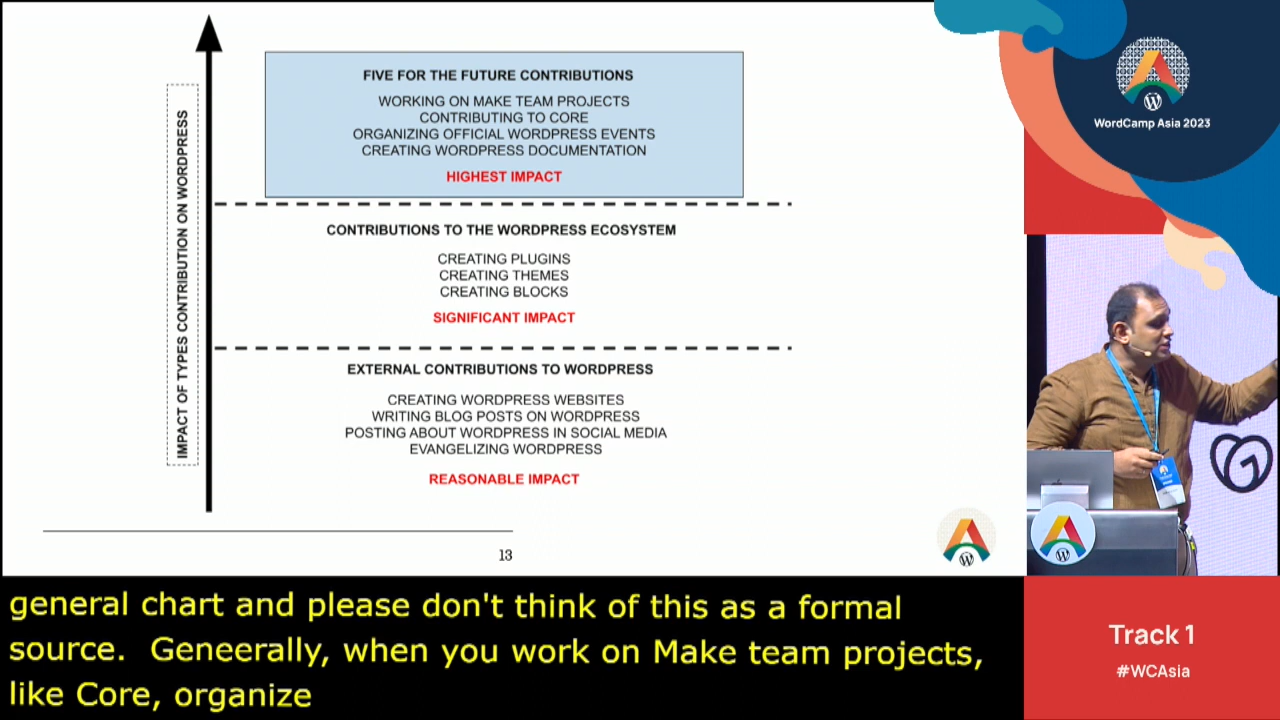 IMPACT OF TYPES CONTRIBUTION ON WORDPRESS
FIVE FOR THE FUTURE CONTRIBUTIONS
WORKING ON MAKE TEAM PROJECTS
CONTRIBUTING TO CORE
ORGANIZING OFFICIAL WORDPRESS EVENTS
CREATING WORDPRESS DOCUMENTATION
HIGHEST IMPACT
CONTRIBUTIONS TO THE WORDPRESS ECOSYSTEM
CREATING PLUGINS
CREATING THEMES
CREATING BLOCKS
SIGNIFICANT IMPACT
EXTERNAL CONTRIBUTIONS TO WORDPRESS
CREATING WORDPRESS WEBSITES
WRITING BLOG POSTS ON WORDPRESS
POSTING ABOUT WORDPRESS IN SOCIAL MEDIA
EVANGELIZING WORDPRESS
REASONABLE IMPACT
13
WordCamp Asia 2023
general chart and please don't think of this as a formal
source.  Geneerally, when you work on Make team projects,
like Core, organize
Track 1
#WCAsia